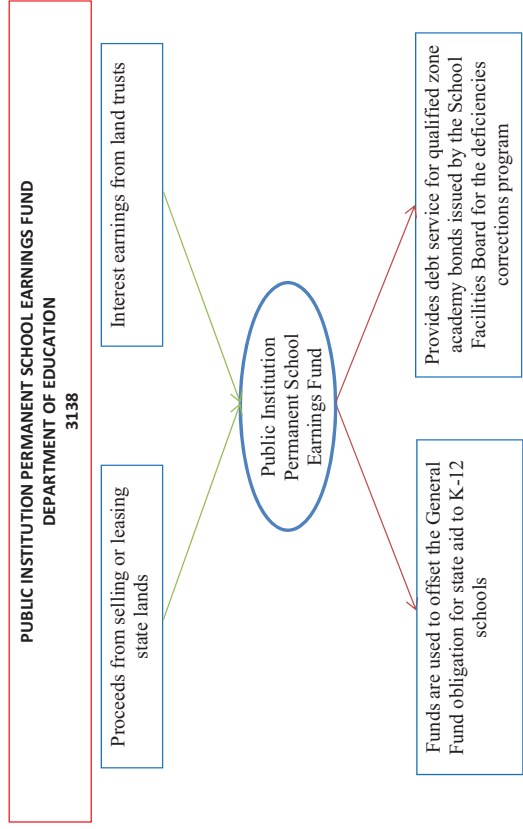 PUBLIC INSTITUTION PERMANENT SCHOOL EARNINGS FUND
DEPARTMENT OF EDUCATION
3138
Proceeds from selling or leasing
state lands
Interest earnings from land trusts
Public Institution
Permanent School
Earnings Fund
Funds are used to offset the General
Fund obligation for state aid to K-12
schools
Provides debt service for qualified zone
academy bonds issued by the School
Facilities Board for the deficiencies
corrections program